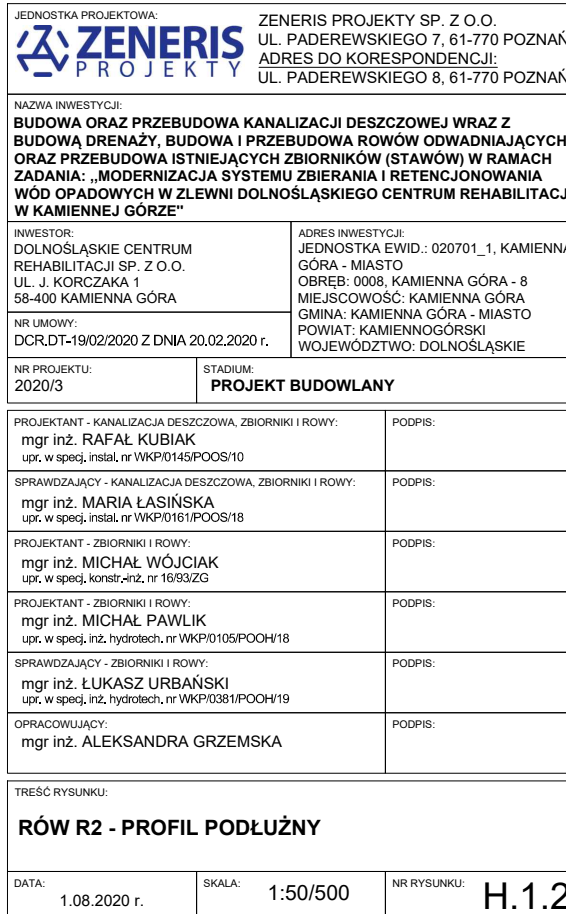 JEDNOSTKA PROJEKTOWA:
ZENERIS
PROJEKTY
ZENERIS PROJEKTY SP. Z O.O.
UL. PADEREWSKIEGO 7, 61-770 POZNAŃ
ADRES DO KORESPONDENCJI:
UL. PADEREWSKIEGO 8, 61-770 POZNAŃ
NAZWA INWESTYCJI:
BUDOWA ORAZ PRZEBUDOWA KANALIZACJI DESZCZOWEJ WRAZ Z
BUDOWĄ DRENAŻY, BUDOWA I PRZEBUDOWA ROWÓW ODWADNIAJĄCYCH
ORAZ PRZEBUDOWA ISTNIEJĄCYCH ZBIORNIKÓW (STAWÓW) W RAMACH
ZADANIA: ,,MODERNIZACJA SYSTEMU ZBIERANIA I RETENCJONOWANIA
WÓD OPADOWYCH W ZLEWNI DOLNOŚLĄSKIEGO CENTRUM REHABILITACJ
W KAMIENNEJ GÓRZE"
INWESTOR:
DOLNOŚLĄSKIE CENTRUM
REHABILITACJI SP. Z O.O.
UL. J. KORCZAKA 1
58-400 KAMIENNA GÓRA
NR UMOWY:
DCR.DT-19/02/2020 Z DNIA 20.02.2020 r.
ADRES INWESTYCJI:
JEDNOSTKA EWID.: 020701_1, KAMIENNA
GÓRA - MIASTO
OBRĘB: 0008, KAMIENNA GÓRA - 8
MIEJSCOWOŚĆ: KAMIENNA GÓRA
GMINA: KAMIENNA GÓRA - MIASTO
POWIAT: KAMIENNOGÓRSKI
WOJEWÓDZTWO: DOLNOŚLĄSKIE
NR PROJEKTU:
2020/3
STADIUM:
PROJEKT BUDOWLANY
PROJEKTANT - KANALIZACJA DESZCZOWA, ZBIORNIKI I ROWY:
mgr inż. RAFAŁ KUBIAK
upr. w specj. instal. nr WKP/0145/POOS/10
PODPIS:
SPRAWDZAJĄCY - KANALIZACJA DESZCZOWA, ZBIORNIKI I ROWY:
mgr inż. MARIA ŁASIŃSKA
upr. w specj. instal. nr WKP/0161/POOS/18
PODPIS:
PROJEKTANT - ZBIORNIKI I ROWY:
mgr inż. MICHAŁ WÓJCIAK
upr. w specj. konstr.-inż. nr 16/93/ZG
PODPIS:
PROJEKTANT - ZBIORNIKI I ROWY:
mgr inż. MICHAŁ PAWLIK
upr. w specj. inż. hydrotech. nr WKP/0105/POOH/18
PODPIS:
SPRAWDZAJĄCY - ZBIORNIKI I ROWY:
mgr inż. ŁUKASZ URBAŃSKI
upr. w specj. inż. hydrotech. nr WKP/0381/POOH/19
PODPIS:
OPRACOWUJĄCY:
mgr inż. ALEKSANDRA GRZEMSKA
PODPIS:
TREŚĆ RYSUNKU:
RÓW R2 - PROFIL PODŁUŻNY
DATA:
1.08.2020 r.
SKALA:
1:50/500
NR RYSUNKU:
H.1.2